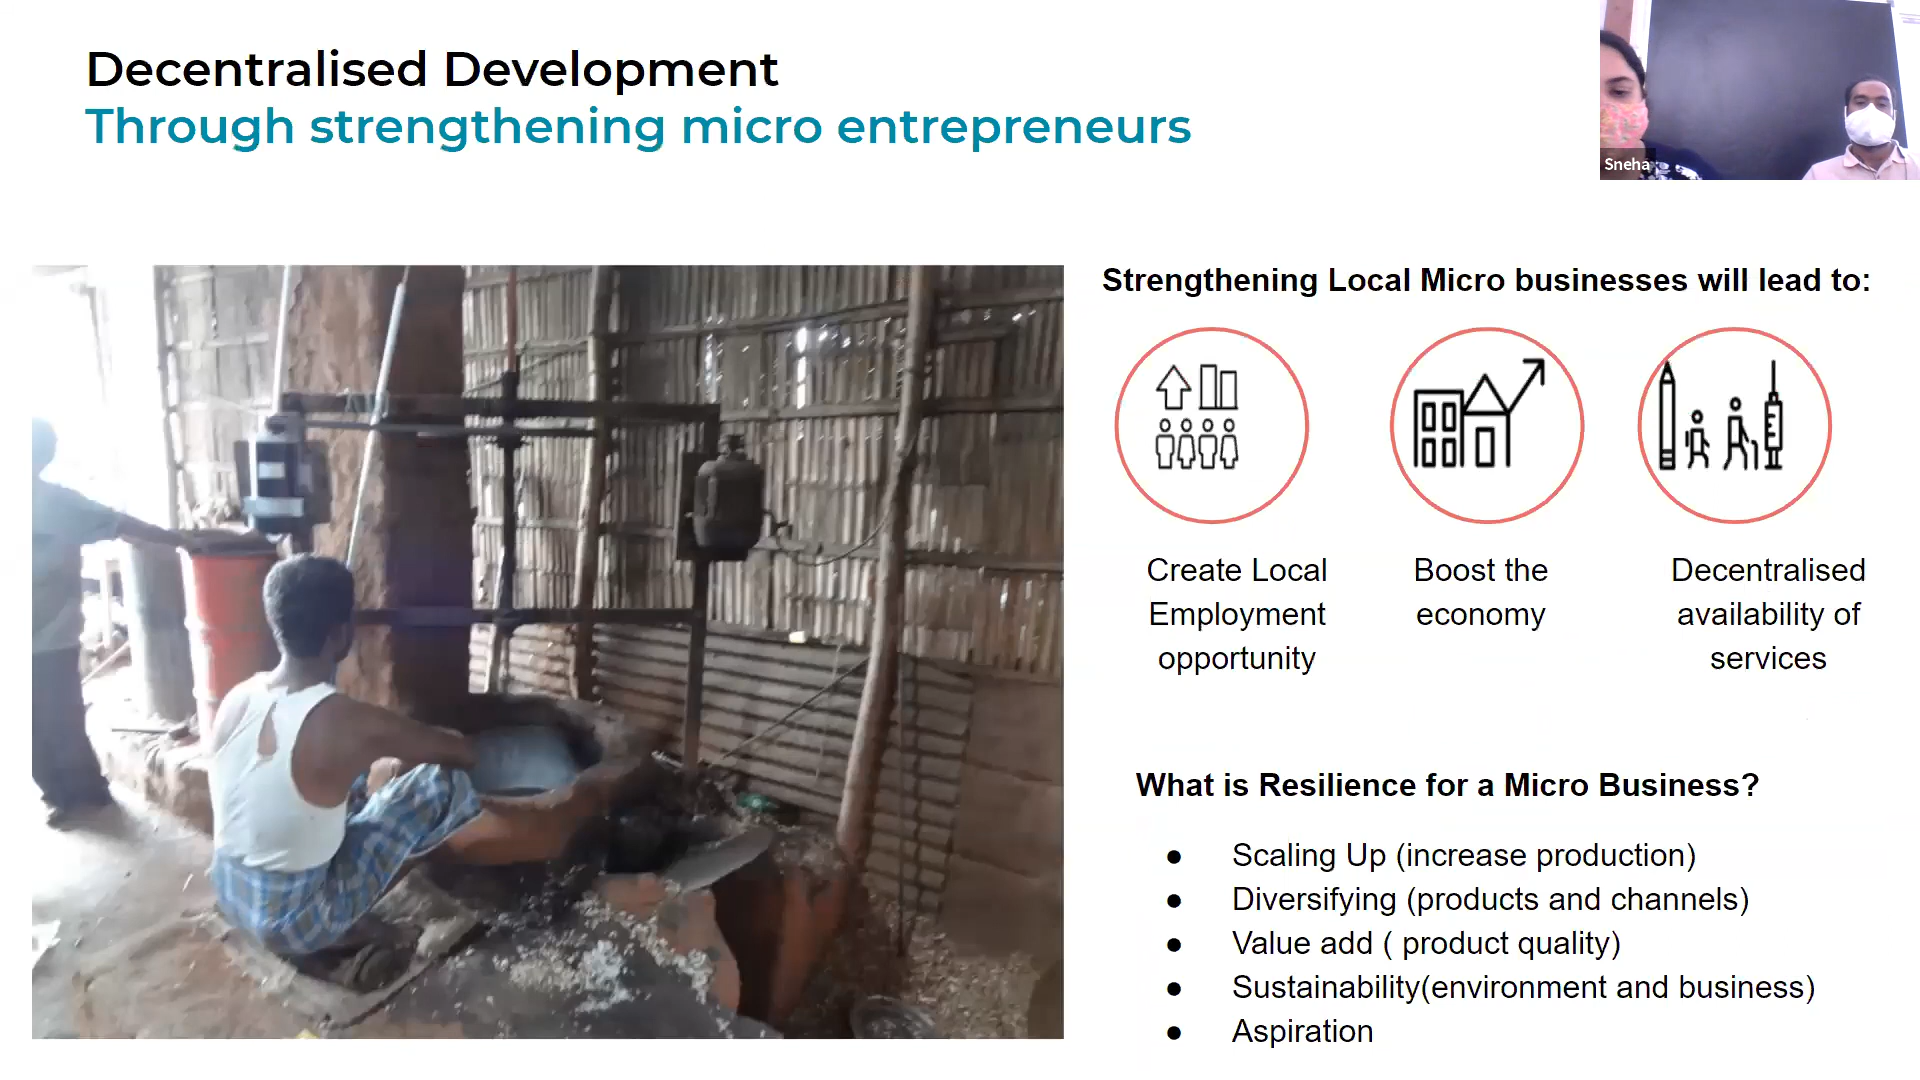 Decentralised Development
Through strengthening micro entrepreneurs
Sneha
Strengthening Local Micro businesses will lead to:
Create Local
Employment
opportunity
Boost the
economy
Decentralised
availability of
services
What is Resilience for a Micro Business?
● Scaling Up (increase production)
● Diversifying (products and channels)
● Value add ( product quality)
● Sustainability(environment and business)
● Aspiration